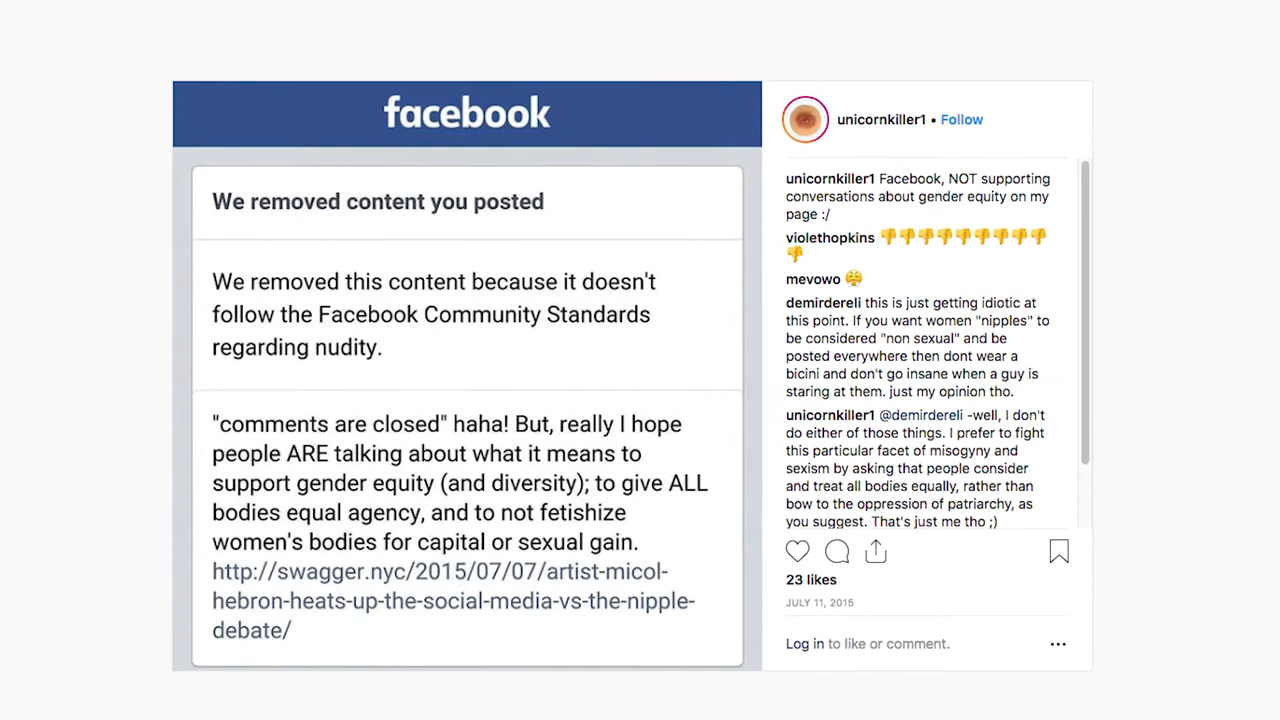 facebook
We removed content you posted
We removed this content because it doesn't
follow the Facebook Community Standards
regarding nudity.
"comments are closed" haha! But, really I hope
people ARE talking about what it means to
support gender equity (and diversity); to give ALL
bodies equal agency, and to not fetishize
women's bodies for capital or sexual gain.
http://swagger.nyc/2015/07/07/artist-micol-
hebron-heats-up-the-social-media-vs-the-nipple-
debate/
unicornkiller1 • Follow
unicornkiller1 Facebook, NOT supporting
conversations about gender equity on my
page :/
violethopkins 👎👎👎👎👎👎👎👎👎
👎
mevowo 😤
demirdereli this is just getting idiotic at
this point. If you want women "nipples" to
be considered "non sexual" and be
posted everywhere then dont wear a
bicini and don't go insane when a guy is
staring at them. just my opinion tho.
unicornkiller1 @demirdereli -well, I don't
do either of those things. I prefer to fight
this particular facet of misogyny and
sexism by asking that people consider
and treat all bodies equally, rather than
bow to the oppression of patriarchy, as
you suggest. That's just me tho ;)
23 likes
JULY 11, 2015
Log in to like or comment.